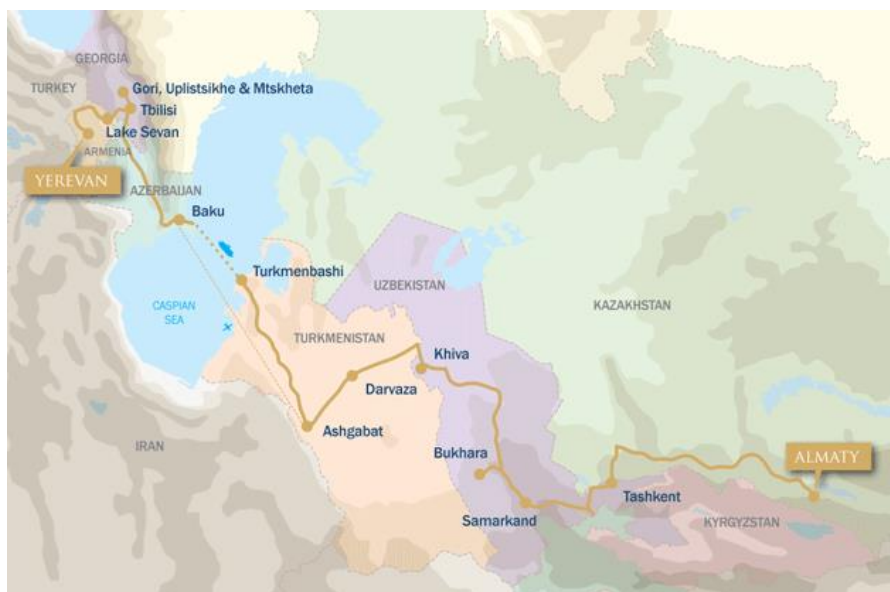 GEORGIA
TURKEY
Gori, Uplistsikhe & Mtskheta
Tbilisi
Lake Sevan
ARMENIA
YEREVAN
AZERBAIJAN
Baku
Turkmenbashi
UZBEKISTAN
CASPIAN
SEA
KAZAKHSTAN
TURKMENISTAN
Khiva
Darvaza
Ashgabat
IRAN
Bukhara
ALMATY
Tashkent
Samarkand
KYRGYZSTAN